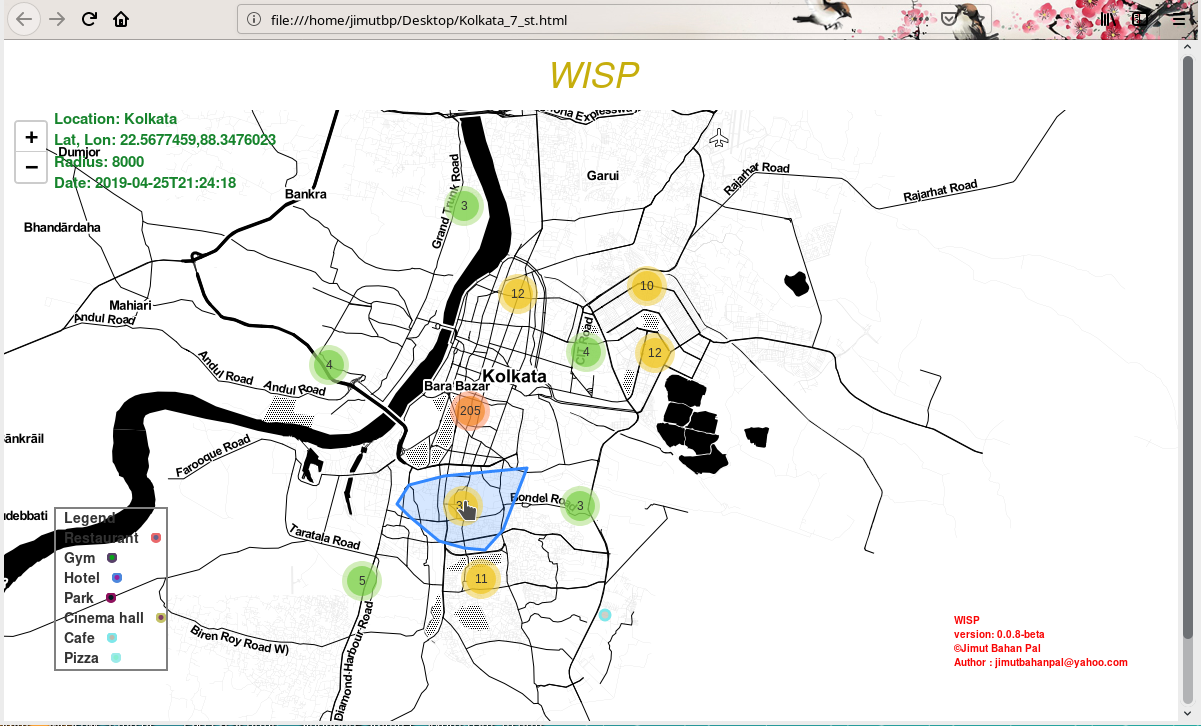 file:///home/jimutbp/Desktop/Kolkata_7_st.html
WISP
+
−
Location: Kolkata
Lat, Lon: 22.5677459,88.3476023
Radius: 8000
Date: 2019-04-25T21:24:18
Dumjor
Bankra
Bhandārdaha
Mahiari
Andul Road
Andul Road
Andul Road
Grand Trunk Road
Garui
Rajarhat Road
Rajarhat Road
3
12
10
4
12
4
Road
Kolkata
Bara Bazar
205
Farooque Road
Bondel
3
Taratala Road
5
11
Biren Roy Road W)
Diamond Harbour Road
Legend
Restaurant
Gym
Hotel
Park
Cinema hall
Cafe
Pizza
WISP
version: 0.0.8-beta
©Jimut Bahan Pal
Author : jimutbahanpal@yahoo.com